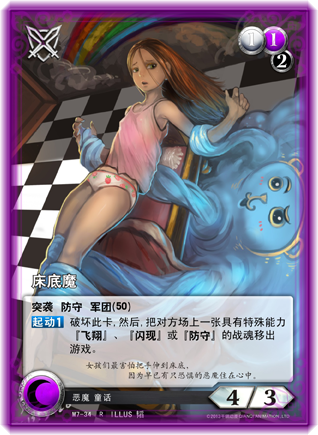 1 1
2
床底魔
突袭 防守 军团(50)
起动1 破坏此卡,然后,把对方场上一张具有特殊能力
『飞翔』、『闪现』或『防守』的战魂移出
游戏。
女孩们最害怕把手伸到床底,
因为早已有只恐惧的恶魔住在心中。
恶魔 童话
4 / 3
M7-34 R ILLUS